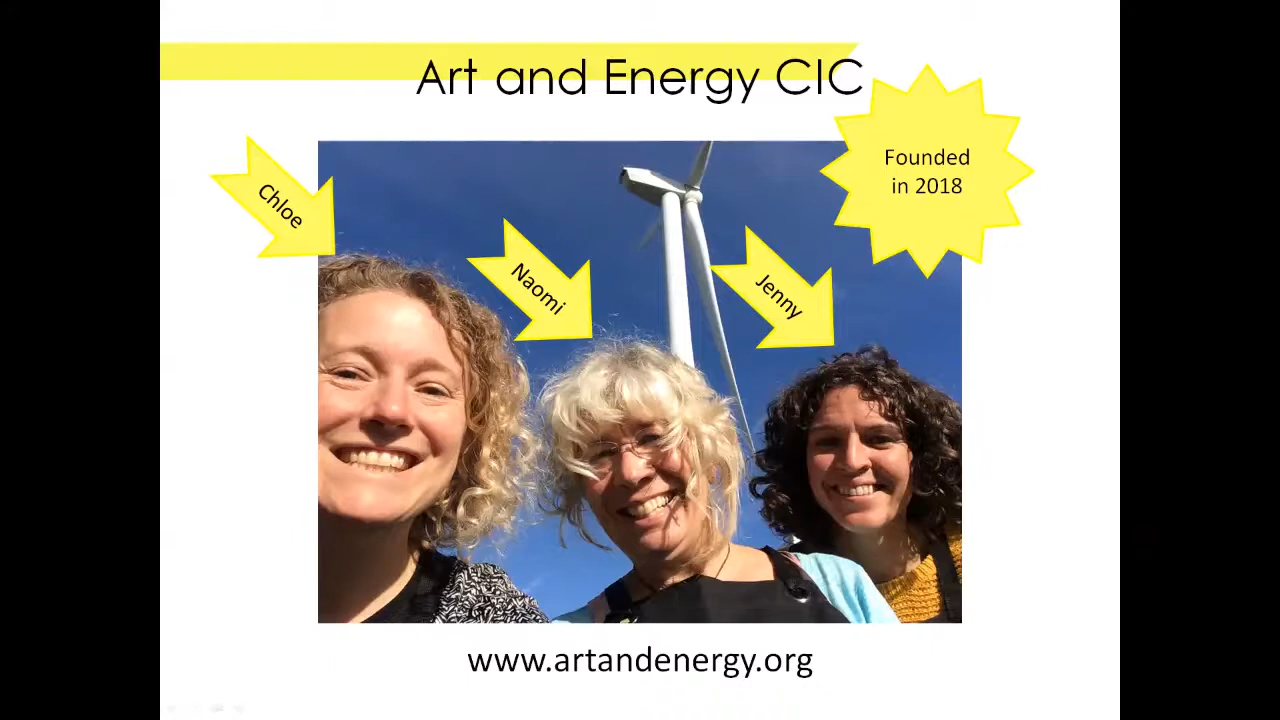 Art and Energy CIC
Founded
in 2018
Chloe
Naomi
Jenny
www.artandenergy.org